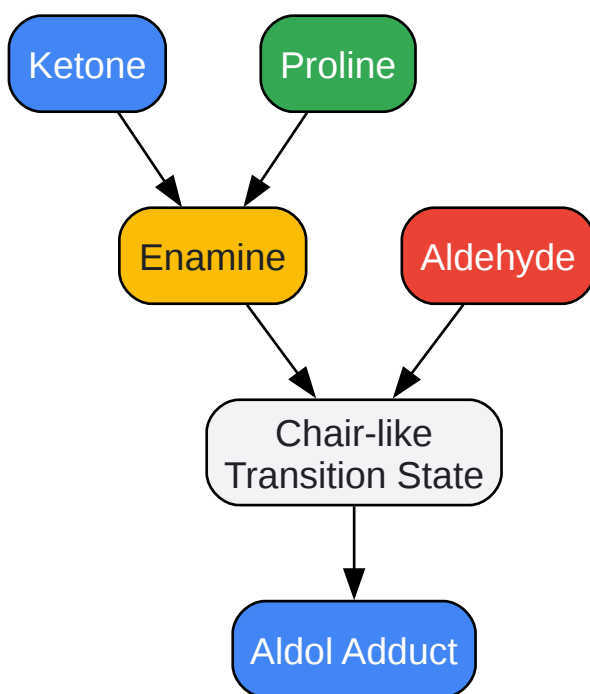 Ketone
Proline
Enamine
Aldehyde
Chair-like
Transition State
Aldol Adduct